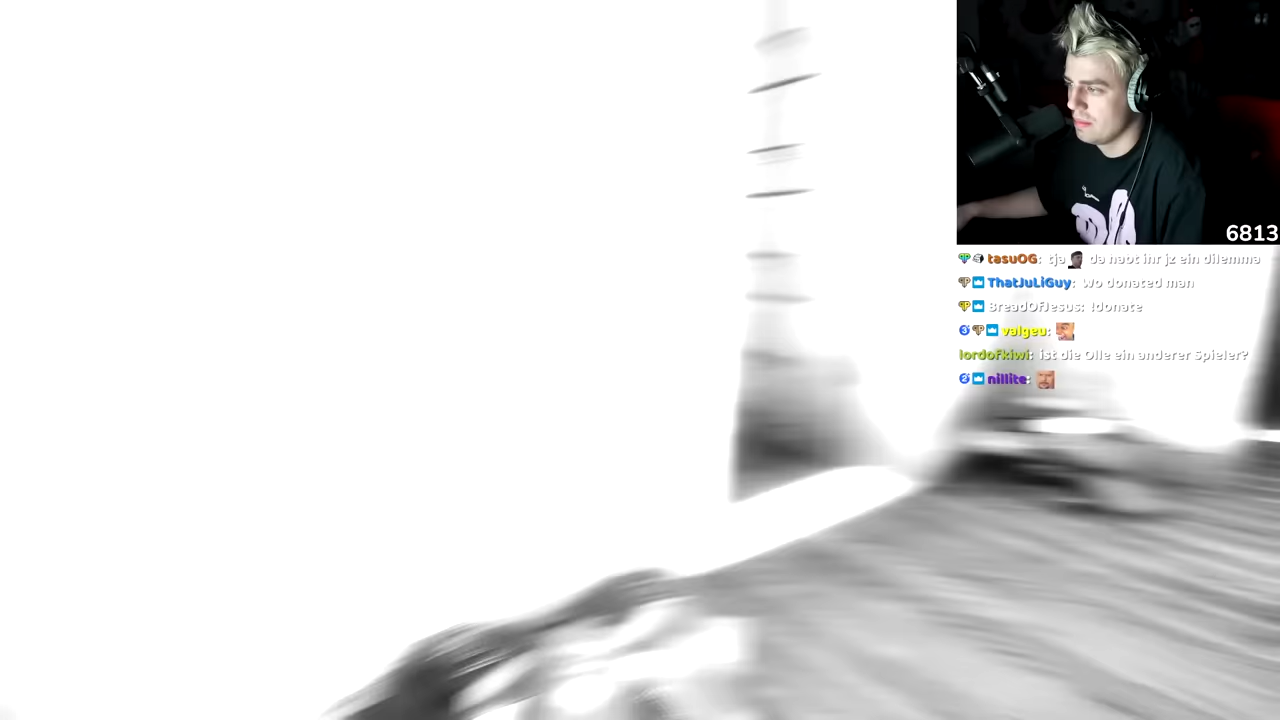 6813
tasuOG: tja da habt ihr jz ein dilemma
ThatJuLiGuy: Wo donated man
BreadOfJesus: !donate
valgeu:
lordofkiwi: ist die Olle ein anderer Spieler?
nillite: